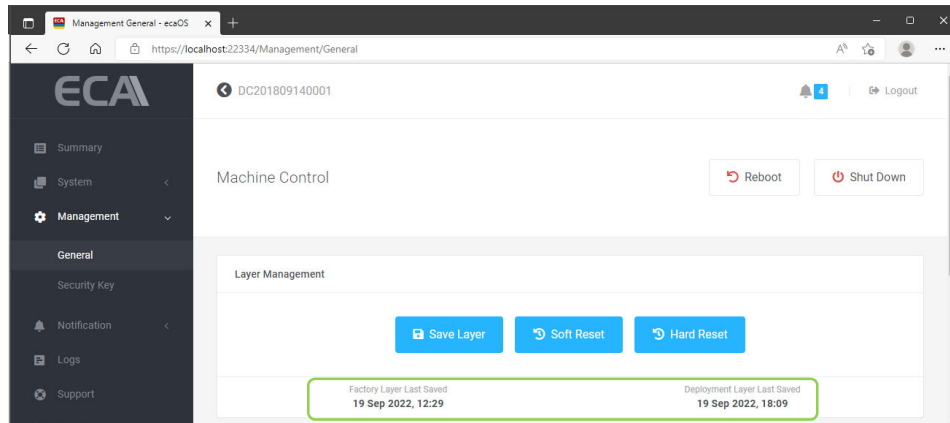 Management General - ecaOS
https://localhost:22334/Management/General
ECA
DC201809140001
4
Logout
Summary
System
Machine Control
Reboot
Shut Down
Management
General
Security Key
Layer Management
Save Layer
Soft Reset
Hard Reset
Notification
Logs
Support
Factory Layer Last Saved
19 Sep 2022, 12:29
Deployment Layer Last Saved
19 Sep 2022, 18:09